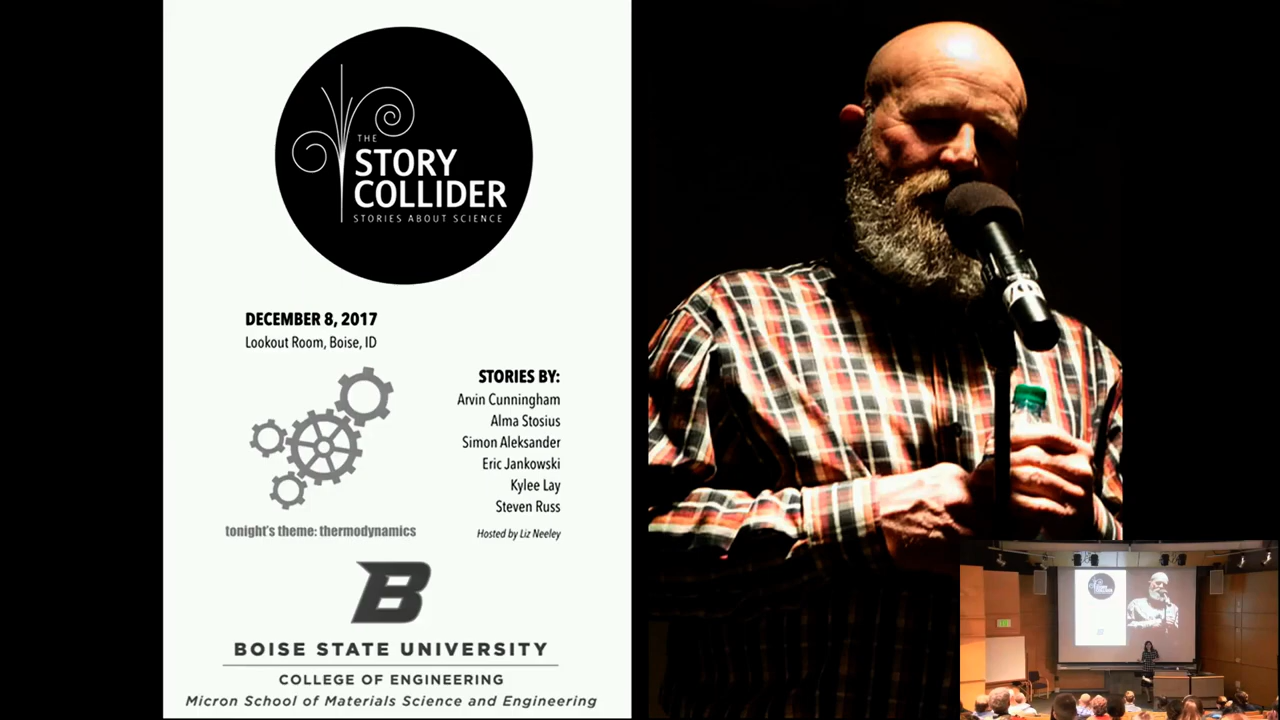 THE
STORY
COLLIDER
STORIES ABOUT SCIENCE
DECEMBER 8, 2017
Lookout Room, Boise, ID
STORIES BY:
Arvin Cunningham
Alma Stosius
Simon Aleksander
Eric Jankowski
Kylee Lay
Steven Russ
Hosted by Liz Neeley
tonight's theme: thermodynamics
B
BOISE STATE UNIVERSITY
COLLEGE OF ENGINEERING
Micron School of Materials Science and Engineering